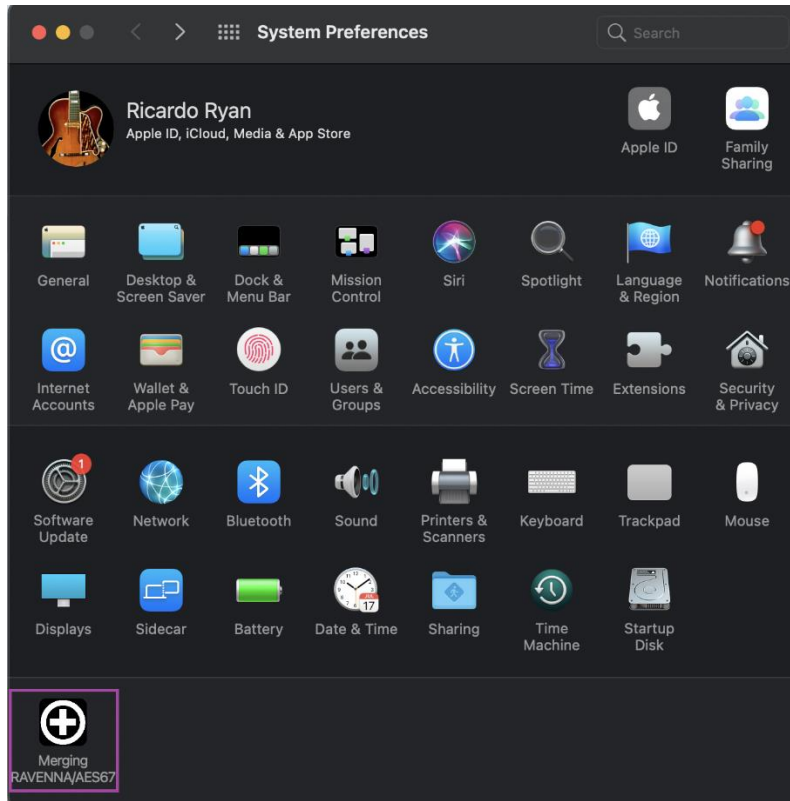 System Preferences
Search
Ricardo Ryan
Apple ID, iCloud, Media & App Store
Apple ID
Family
Sharing
General
Desktop &
Screen Saver
Dock &
Menu Bar
Mission
Control
Siri
Spotlight
Language
& Region
Notifications
@
Internet
Accounts
Wallet &
Apple Pay
Touch ID
Users &
Groups
Accessibility
Screen Time
Extensions
Security
& Privacy
1
Software
Update
Network
Bluetooth
Sound
Printers &
Scanners
Keyboard
Trackpad
Mouse
Displays
Sidecar
Battery
JUL
17
Date & Time
Sharing
Time
Machine
Startup
Disk
Merging
RAVENNA/AES67